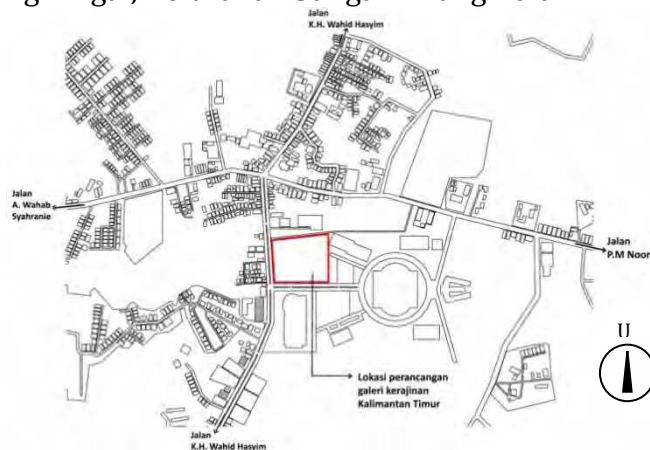 Jalan
K.H. Wahid Hasyim
Jalan
A. Wahab
Syahranie
Jalan
P.M Noor
U
Lokasi perancangan
galeri kerajinan
Kalimantan Timur
Jalan
K.H. Wahid Hasyim